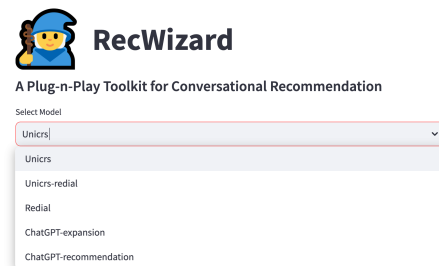 RecWizard
A Plug-n-Play Toolkit for Conversational Recommendation
Select Model
Unicrs
Unicrs
Unicrs-redial
Redial
ChatGPT-expansion
ChatGPT-recommendation